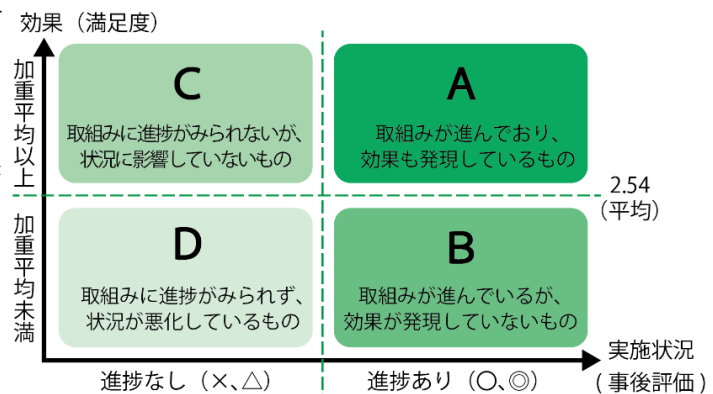 効果（満足度）
加重平均以上
C
取組みに進捗がみられないが、
状況に影響していないもの
A
取組みが進んでおり、
効果も発現しているもの
2.54
（平均）
加重平均未満
D
取組みに進捗がみられず、
状況が悪化しているもの
B
取組みが進んでいるが、
効果が発現していないもの
進捗なし（×、△）
進捗あり（〇、◎）
実施状況
(事後評価)